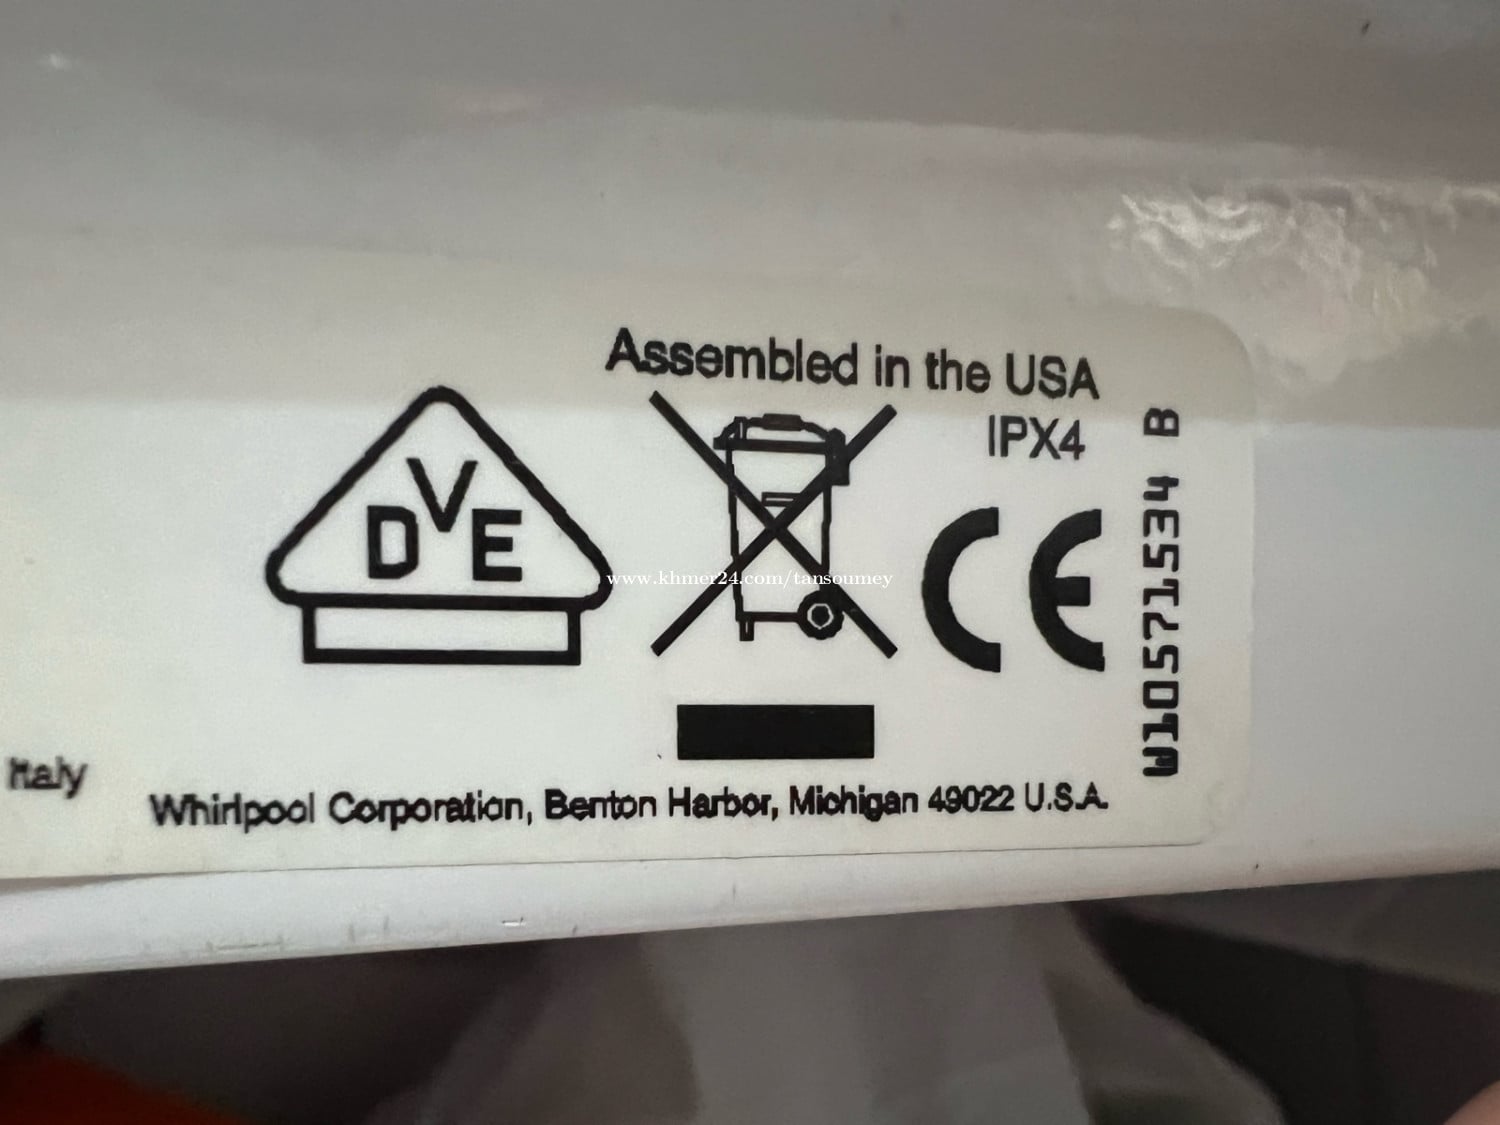 Assembled in the USA
IPX4
DVE
CE
W10571534 B
www.khmer24.com/tansoumey
Italy
Whirlpool Corporation, Benton Harbor, Michigan 49022 U.S.A.